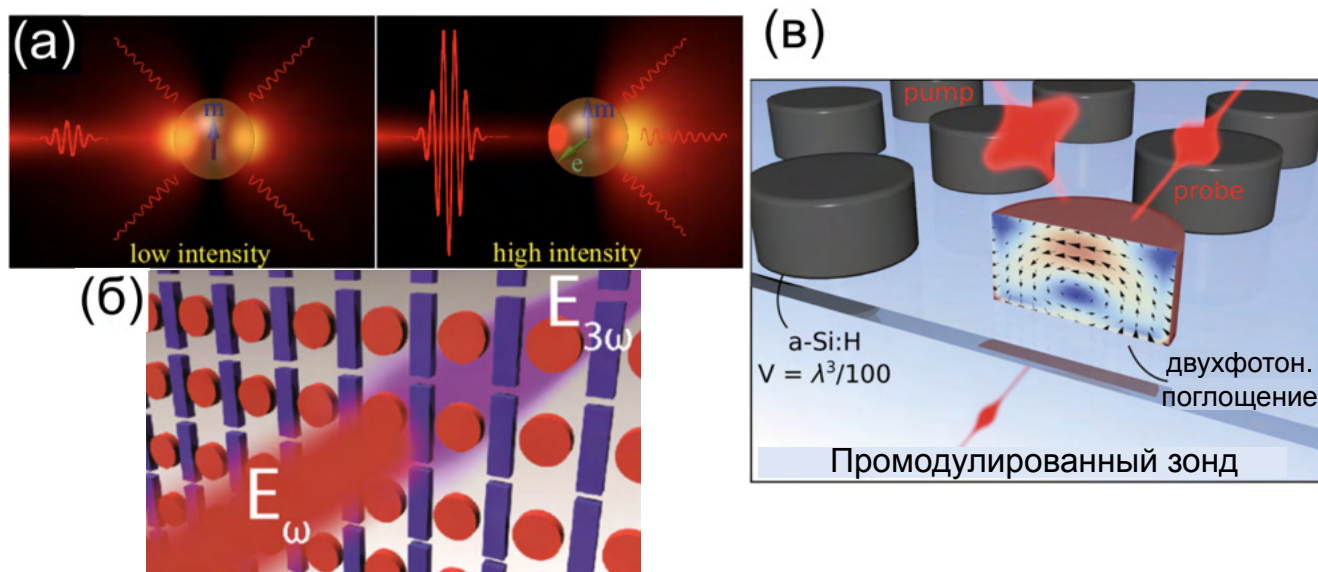 (а)
m
low intensity
m
e
high intensity
(б)
E3ω
Eω
(в)
pump
probe
a-Si:H
V = λ³/100
двухфотон.
поглощение
Промодулированный зонд